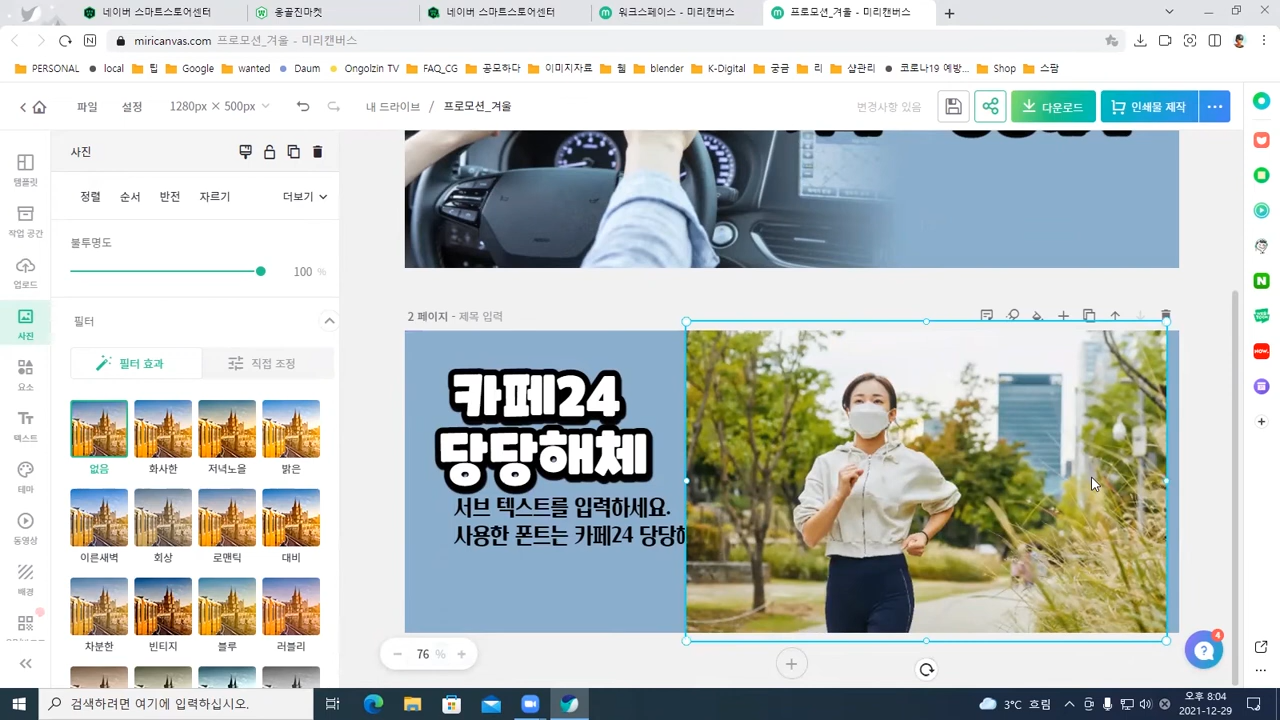 네이버 스마트스토어센터
옹골진마켓
네이버 스마트스토어센터
워크스페이스 - 미리캔버스
프로모션_겨울 - 미리캔버스
miricanvas.com 프로모션_겨울 - 미리캔버스
PERSONAL
local
팁
Google
wanted
Daum
Ongolzin TV
FAQ_CG
공모하다
이미지자료
웹
blender
K-Digital
궁굴
리
샵관리
코로나19 예방...
Shop
스팜
파일
설정
1280px × 500px
내 드라이브 / 프로모션_겨울
변경사항 있음
다운로드
인쇄물 제작
템플릿
작업 공간
업로드
사진
요소
텍스트
테마
동영상
배경
사진
정렬
순서
반전
자르기
더보기
불투명도
100 %
필터
필터 효과
직접 조정
없음
화사한
저녁노을
밝은
이른새벽
회상
로맨틱
대비
차분한
빈티지
블루
러블리
2 페이지 - 제목 입력
카페24
당당해체
서브 텍스트를 입력하세요.
사용한 폰트는 카페24 당당해
76 %
NOW.
4
검색하려면 여기에 입력하십시오.
3°C 흐림
오후 8:04
2021-12-29